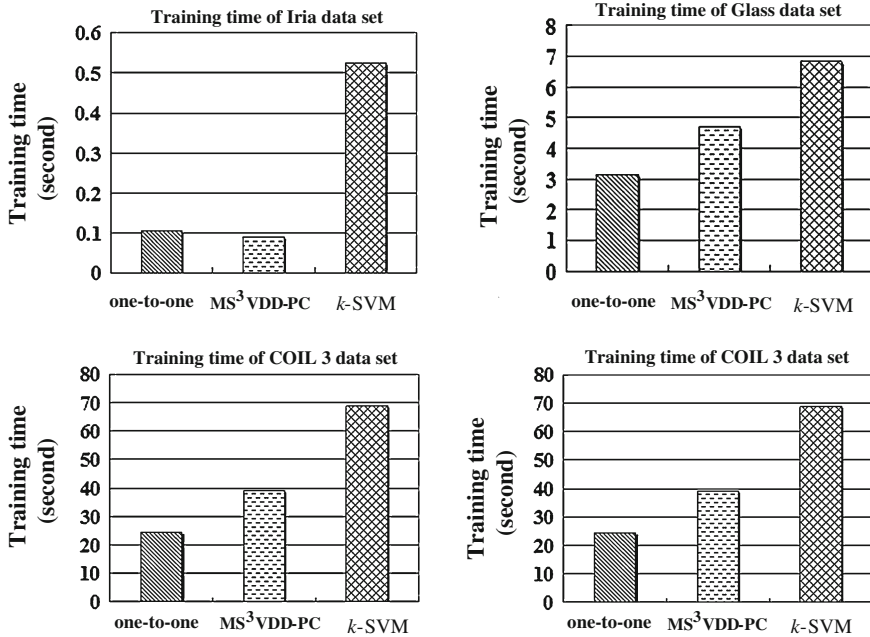 Training time of Iria data set
0.6
0.5
0.4
0.3
0.2
0.1
0
Training time
(second)
one-to-one MS³VDD-PC k-SVM
Training time of Glass data set
8
7
6
5
4
3
2
1
0
Training time
(second)
one-to-one MS³VDD-PC k-SVM
Training time of COIL 3 data set
80
70
60
50
40
30
20
10
0
Training time
(second)
one-to-one MS³VDD-PC k-SVM
Training time of COIL 3 data set
80
70
60
50
40
30
20
10
0
Training time
(second)
one-to-one MS³VDD-PC k-SVM